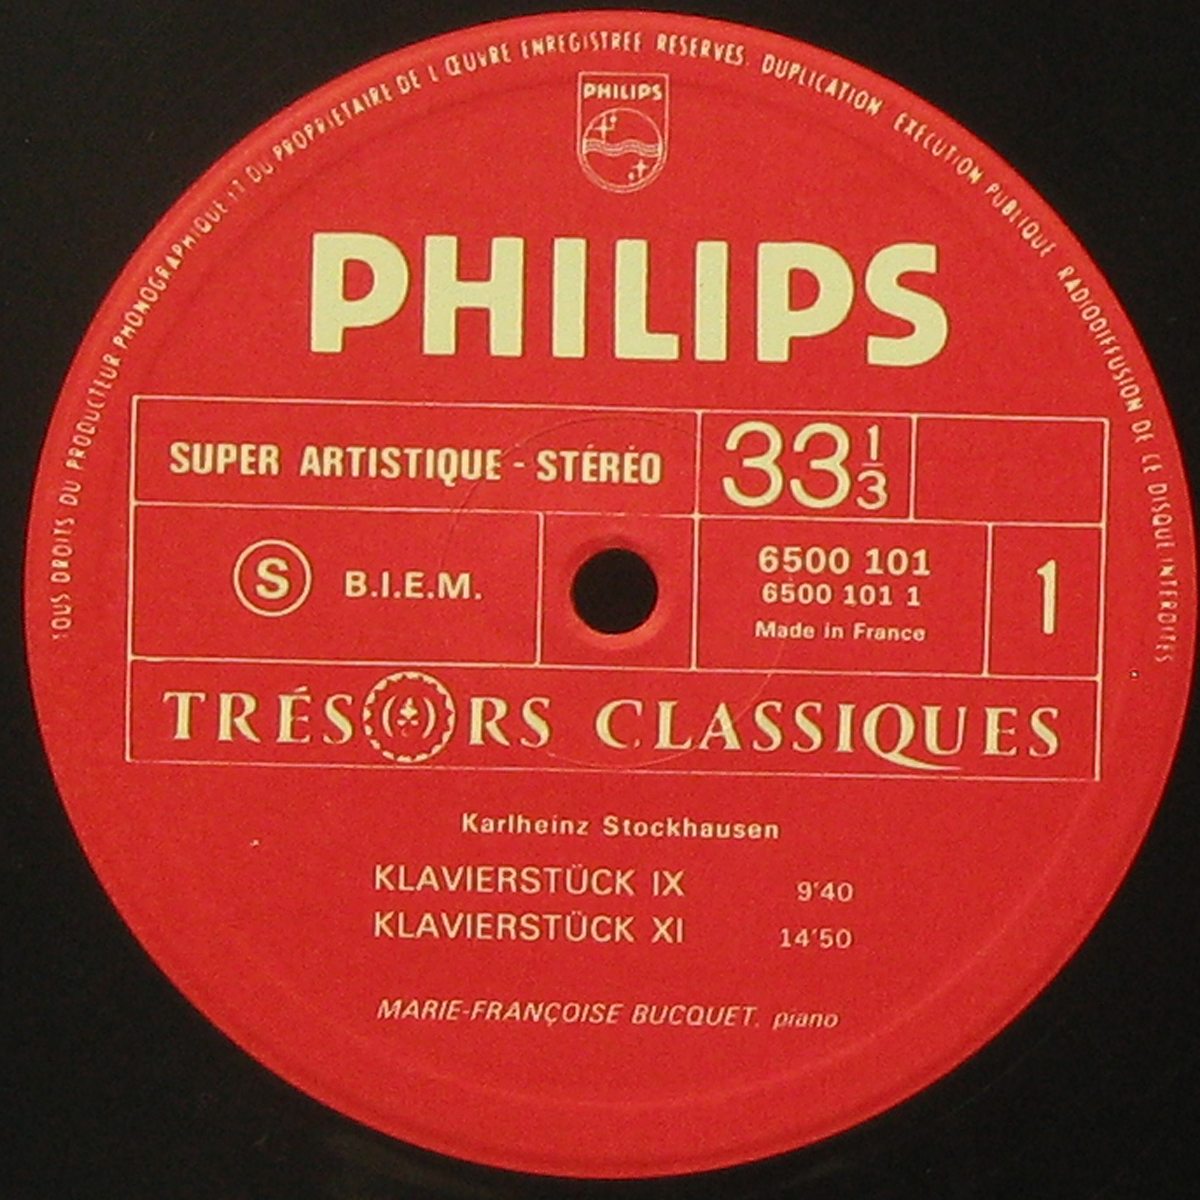 TOUS DROITS DU PRODUCTEUR PHONOGRAPHIQUE ET DU PROPRIETAIRE DE L ŒUVRE ENREGISTREE RESERVES. DUPLICATION EXECUTION PUBLIQUE RADIODIFFUSION DE CE DISQUE INTERDITES
PHILIPS
PHILIPS
SUPER ARTISTIQUE - STÉRÉO
33 1/3
S B.I.E.M.
6500 101
6500 101 1
Made in France
1
TRÉSORS CLASSIQUES
Karlheinz Stockhausen
KLAVIERSTÜCK IX 9'40
KLAVIERSTÜCK XI 14'50
MARIE-FRANÇOISE BUCQUET, piano